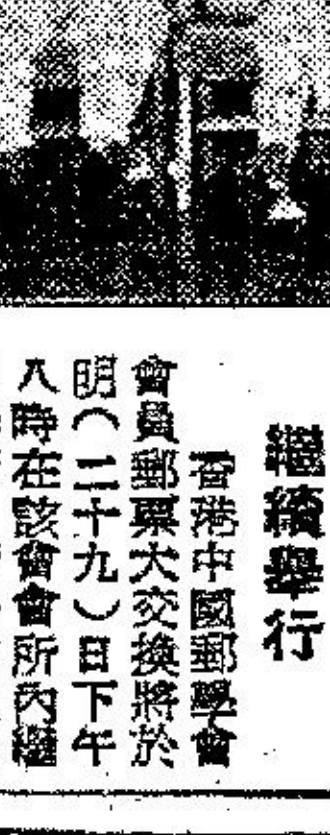 繼續舉行
香港中國郵學會
會員郵票大交換將於
明（二十九）日下午
八時在該會會所內繼